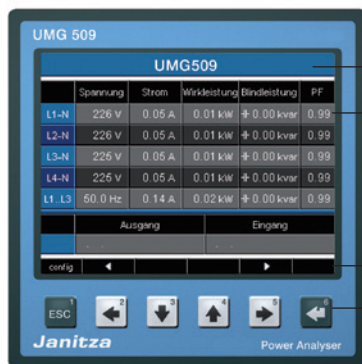 UMG 509
UMG509
Spannung Strom Wirkleistung Blindleistung PF
L1-N 226 V 0.05 A 0.01 kW ⊣⊢ 0.00 kvar 0.99
L2-N 226 V 0.05 A 0.01 kW ⊣⊢ 0.00 kvar 0.99
L3-N 225 V 0.05 A 0.01 kW ⊣⊢ 0.00 kvar 0.99
L4-N 225 V 0.05 A 0.01 kW ⊣⊢ 0.00 kvar 0.99
L1..L3 50.0 Hz 0.14 A 0.02 kW ⊣⊢ 0.00 kvar 0.99
Ausgang Eingang
config ◄ ►
ESC 1 2 3 4 5 6
Janitza Power Analyser